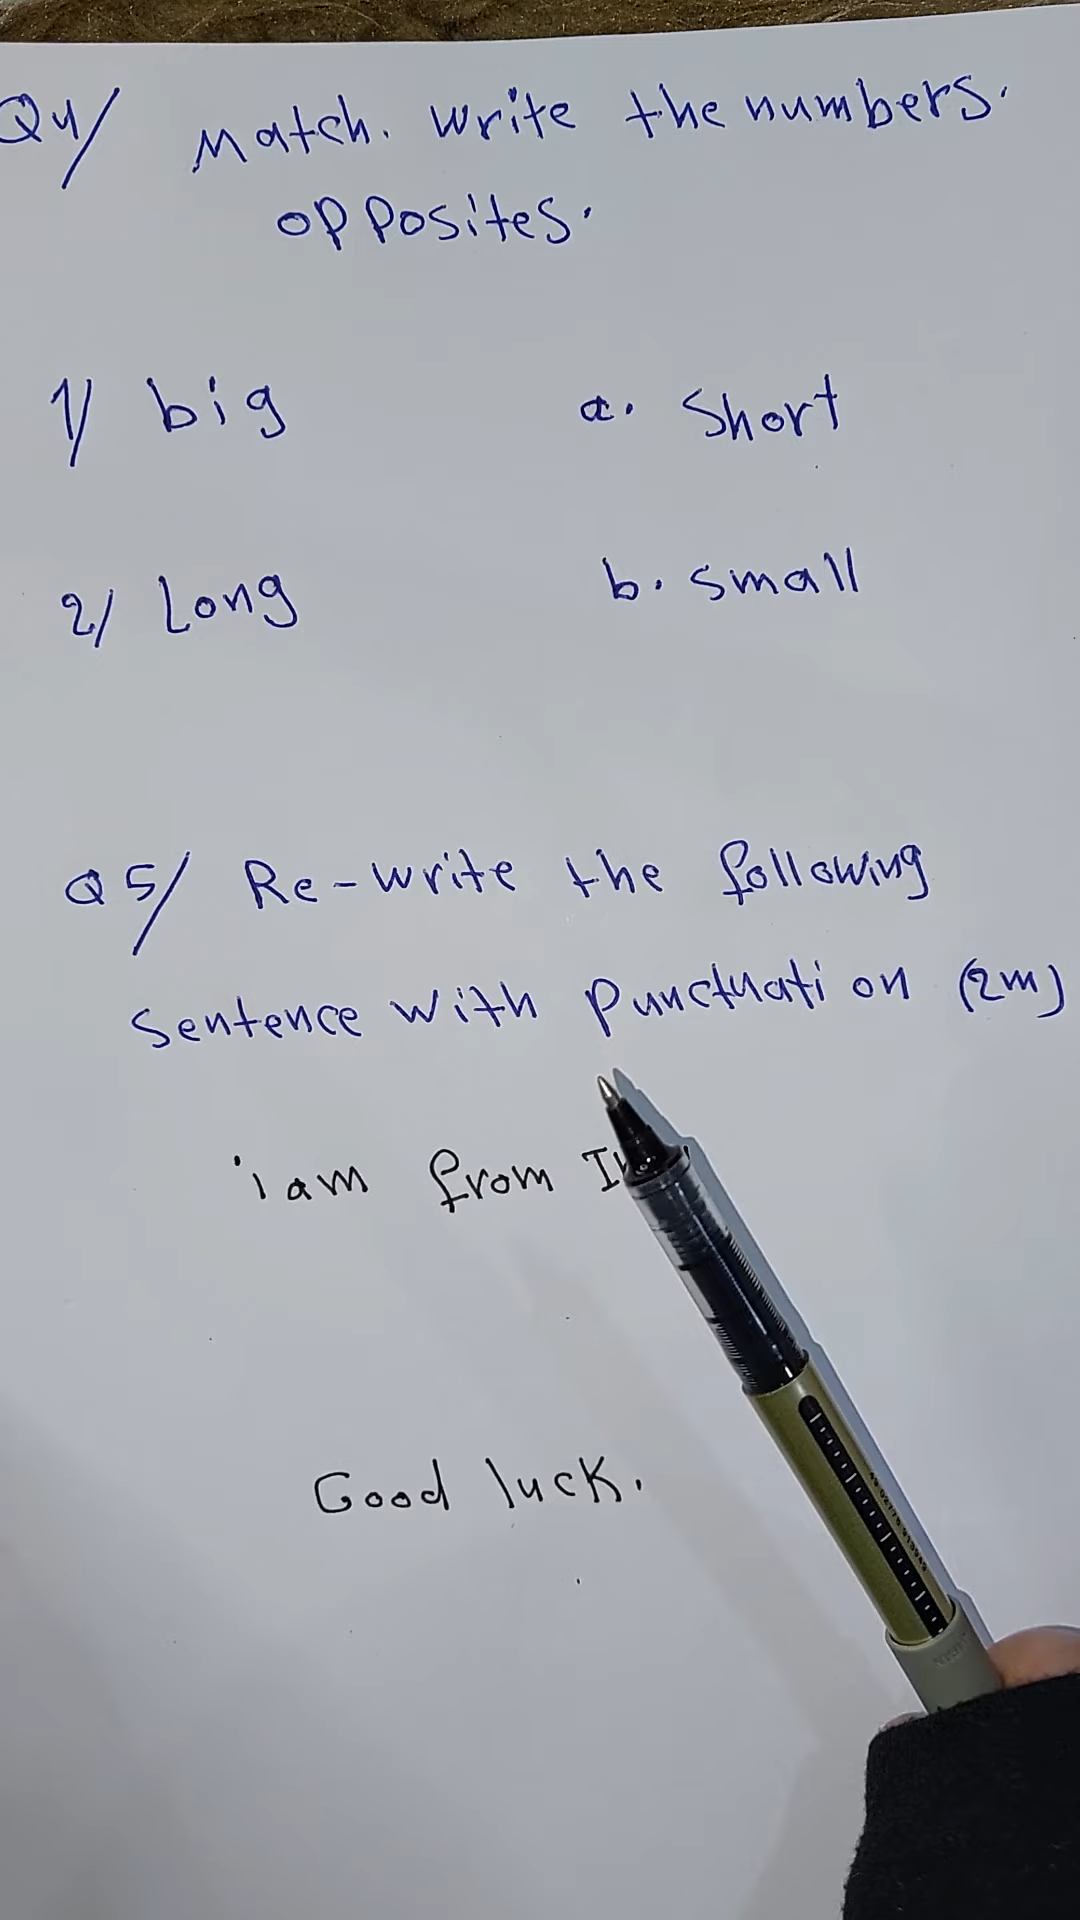 Q4/ Match. Write the numbers.
opposites.
1/ big a. Short
2/ Long b. small
Q5/ Re-write the following
Sentence with Punctuation (2m)
i am from
Good luck.